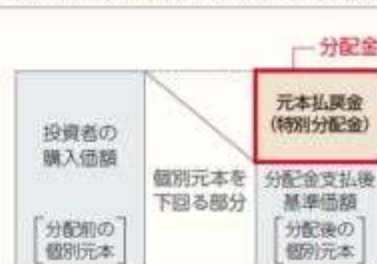 分配金
元本払戻金
(特別分配金)
投資者の
購入価額
個別元本を
下回る部分
分配金支払後
基準価額
分配前の
個別元本
分配後の
個別元本